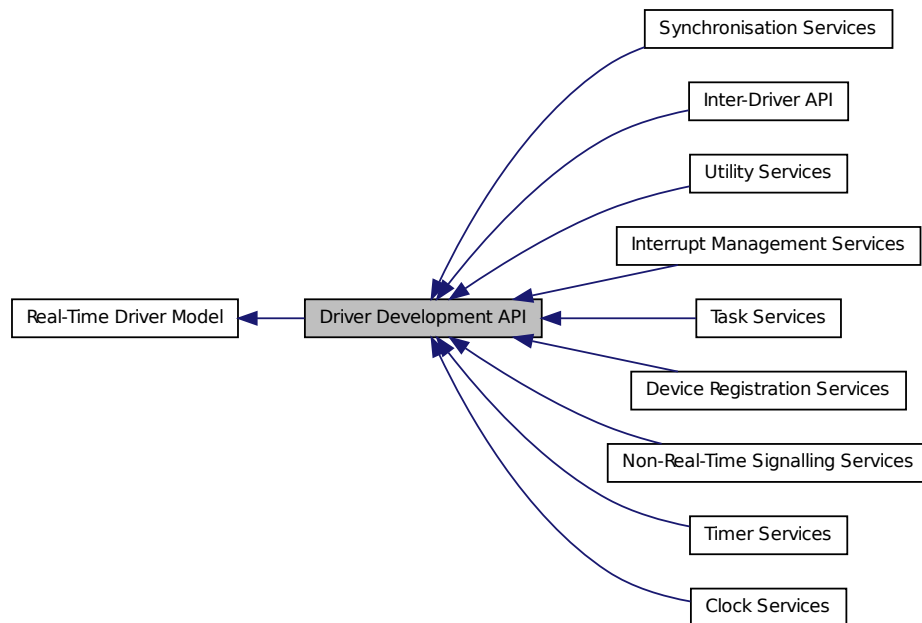 Synchronisation Services
Inter-Driver API
Utility Services
Interrupt Management Services
Real-Time Driver Model
Driver Development API
Task Services
Device Registration Services
Non-Real-Time Signalling Services
Timer Services
Clock Services